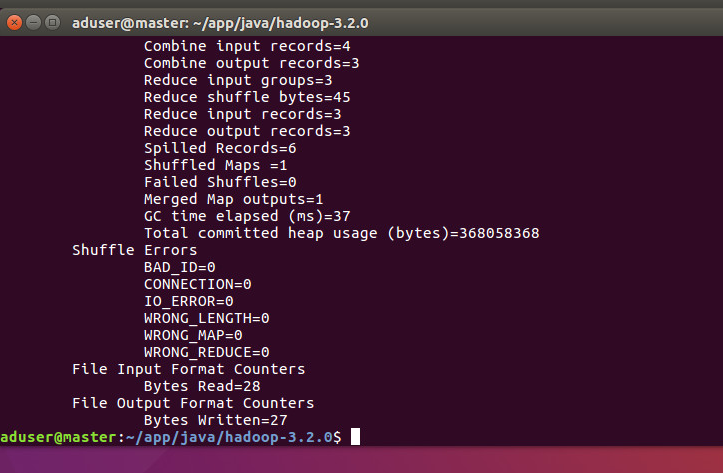 aduser@master: ~/app/java/hadoop-3.2.0
Combine input records=4
Combine output records=3
Reduce input groups=3
Reduce shuffle bytes=45
Reduce input records=3
Reduce output records=3
Spilled Records=6
Shuffled Maps =1
Failed Shuffles=0
Merged Map outputs=1
GC time elapsed (ms)=37
Total committed heap usage (bytes)=368058368
Shuffle Errors
BAD_ID=0
CONNECTION=0
IO_ERROR=0
WRONG_LENGTH=0
WRONG_MAP=0
WRONG_REDUCE=0
File Input Format Counters
Bytes Read=28
File Output Format Counters
Bytes Written=27
aduser@master:~/app/java/hadoop-3.2.0$